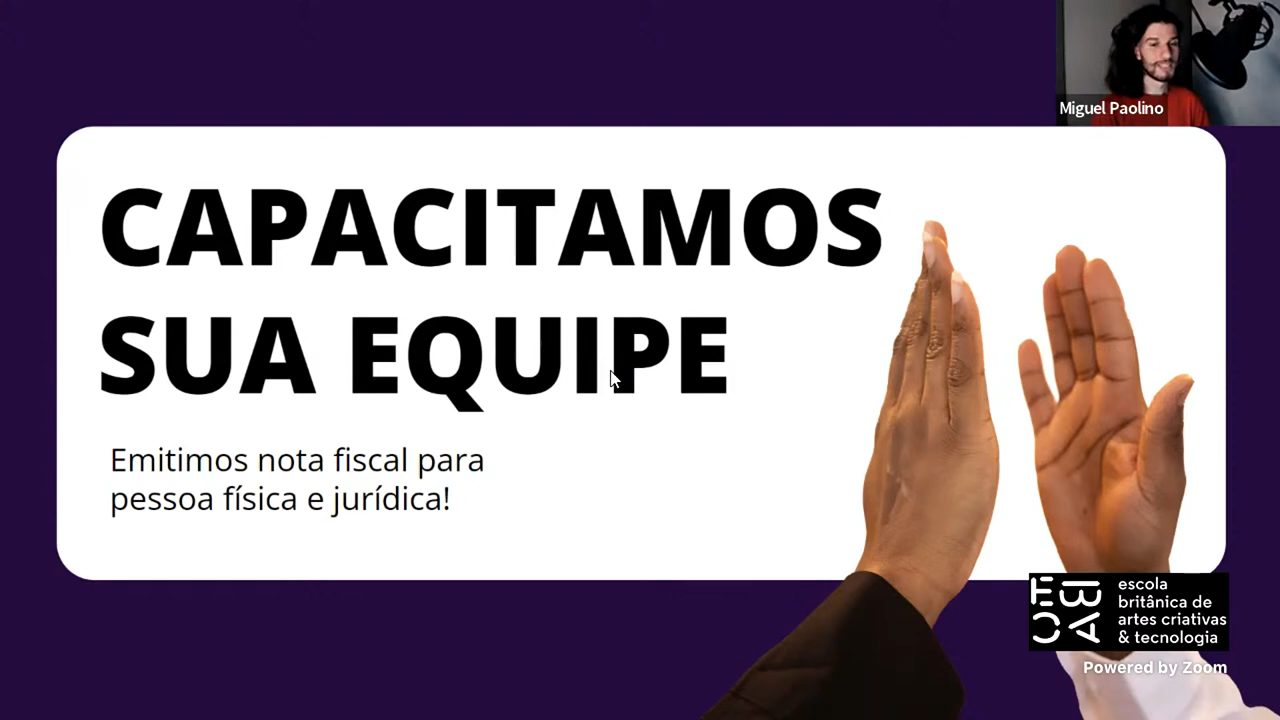 Miguel Paolino
CAPACITAMOS
SUA EQUIPE
Emitimos nota fiscal para
pessoa física e jurídica!
EBAC
escola
britânica de
artes criativas
& tecnologia
Powered by Zoom